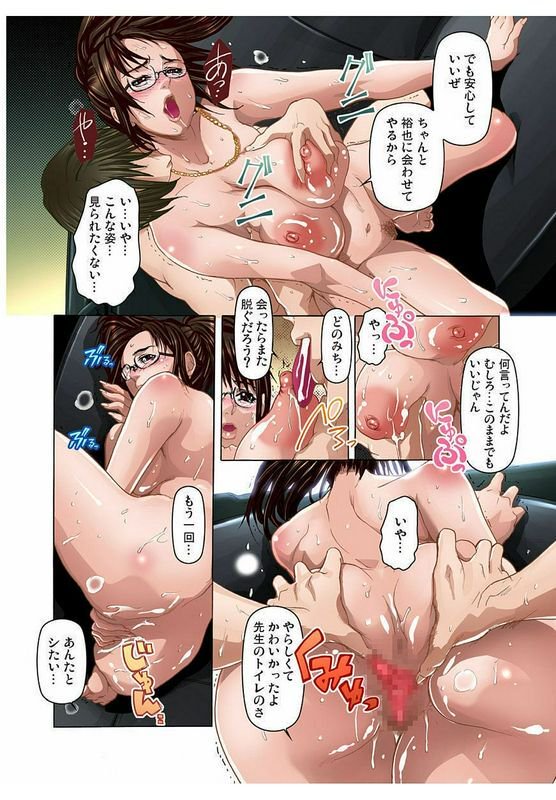 でも安心して
いいぜ
ちゃんと
裕也に会わせて
やるから
あ?…
や!…
グニ
グニ
い…いや…
こんな姿…
見られたくない…
何言ってんだよ
むしろ…このままでも
いいじゃん
にゅぷっ
やっ…
にゅぷっ
どのみち…
会ったらまた
脱ぐだろう?
いや…
やらしくて
かわいかったよ
先生のトイレのさ
ぶるっ
ぶるっ
もう一回…
あんたと
シたい…